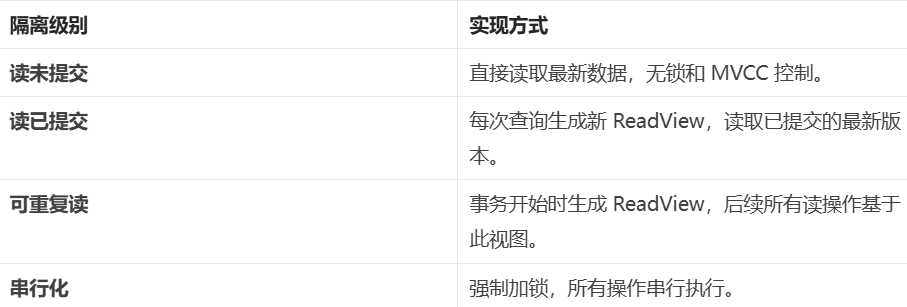 隔离级别 实现方式
读未提交 直接读取最新数据，无锁和 MVCC 控制。
读已提交 每次查询生成新 ReadView，读取已提交的最新版
本。
可重复读 事务开始时生成 ReadView，后续所有读操作基于
此视图。
串行化 强制加锁，所有操作串行执行。